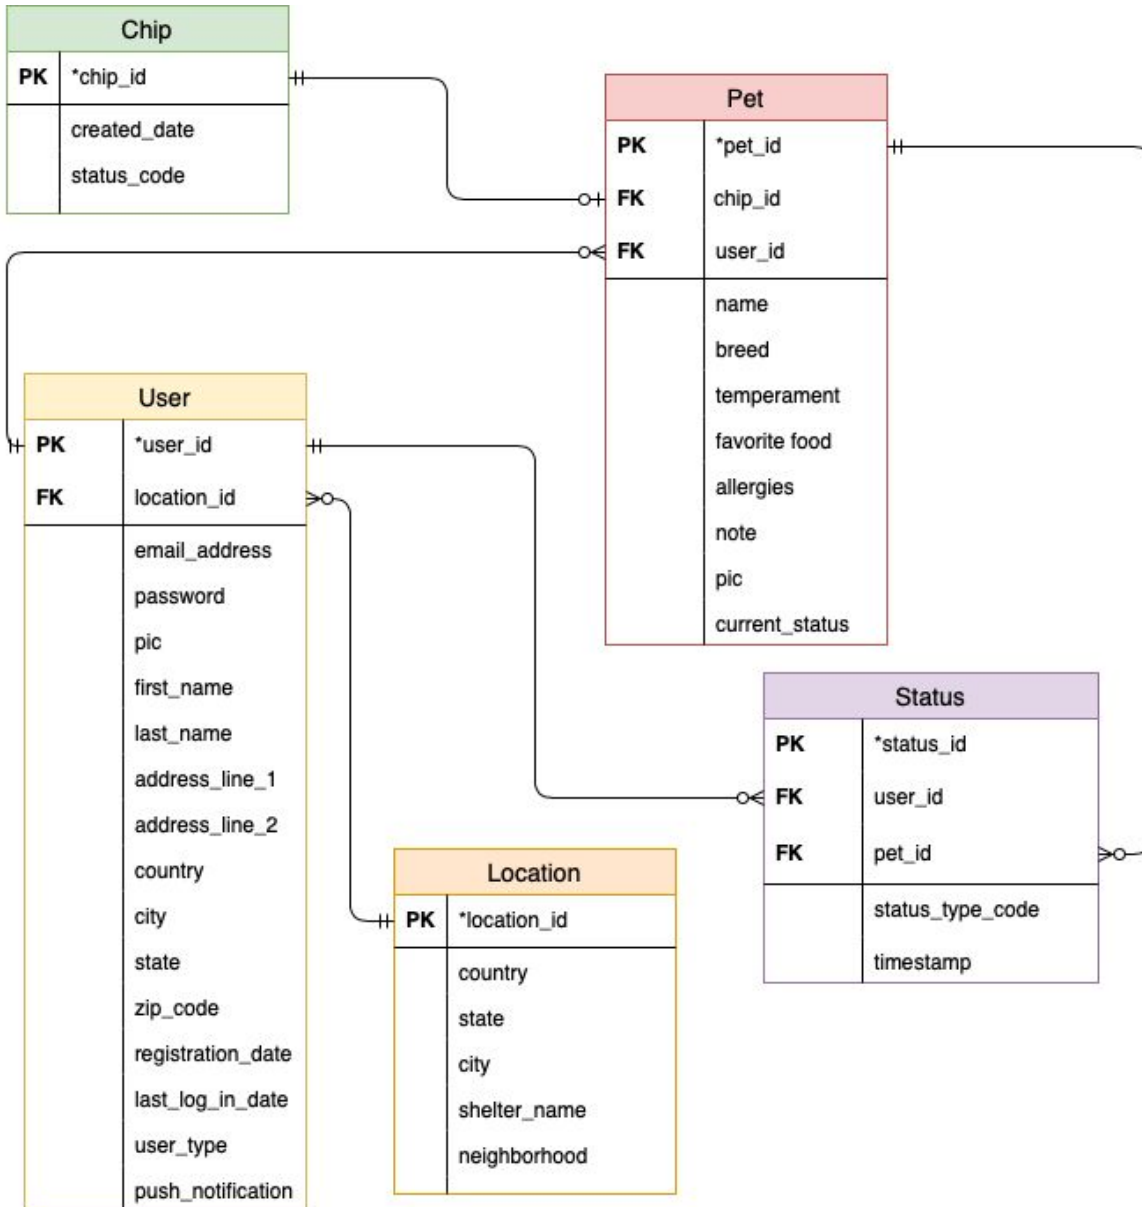 Chip
PK *chip_id
created_date
status_code
Pet
PK *pet_id
FK chip_id
FK user_id
name
breed
temperament
favorite food
allergies
note
pic
current_status
User
PK *user_id
FK location_id
email_address
password
pic
first_name
last_name
address_line_1
address_line_2
country
city
state
zip_code
registration_date
last_log_in_date
user_type
push_notification
Location
PK *location_id
country
state
city
shelter_name
neighborhood
Status
PK *status_id
FK user_id
FK pet_id
status_type_code
timestamp